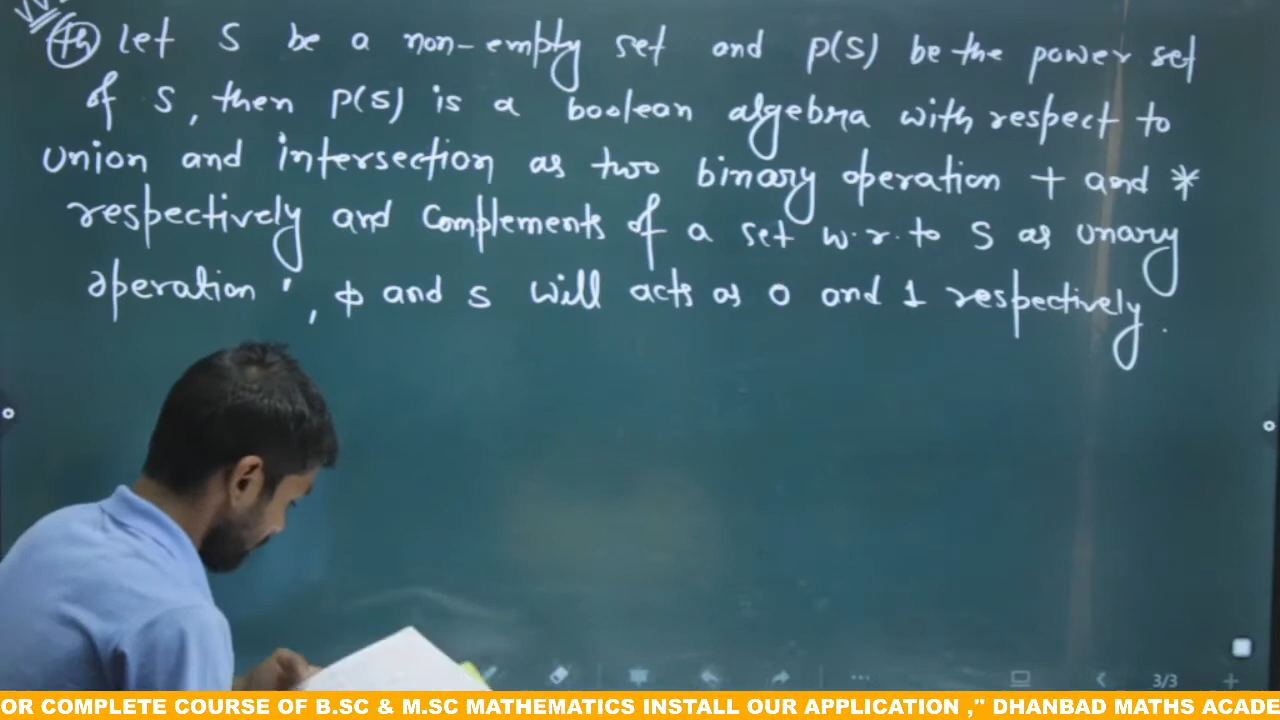 Th Let S be a non-empty set and P(S) be the power set
of S, then P(S) is a boolean algebra with respect to
union and intersection as two binary operation + and *
respectively and complements of a set w.r.to S as unary
operation ', ϕ and S will acts as 0 and 1 respectively.
3/3
OR COMPLETE COURSE OF B.SC & M.SC MATHEMATICS INSTALL OUR APPLICATION ," DHANBAD MATHS ACADE